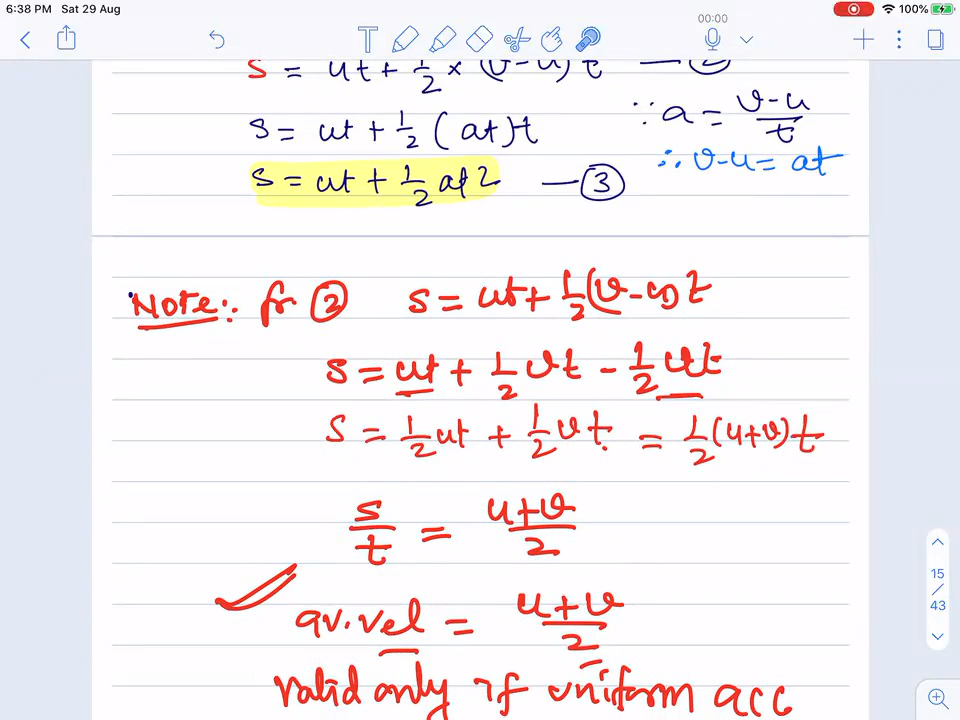 6:38 PM Sat 29 Aug 100%
00:00
s = ut + 1/2 × (v-u) t — ②
∵ a = v-u/t
s = ut + 1/2 (at)t
∴ v-u = at
s = ut + 1/2 at2 — ③
Note: fr ② s = ut + 1/2 (v-u) t
s = ut + 1/2 vt - 1/2 ut
s = 1/2 ut + 1/2 vt = 1/2 (u+v) t
s/t = u+v/2
av.vel = u+v/2
valid only if uniform acc
15
/
43